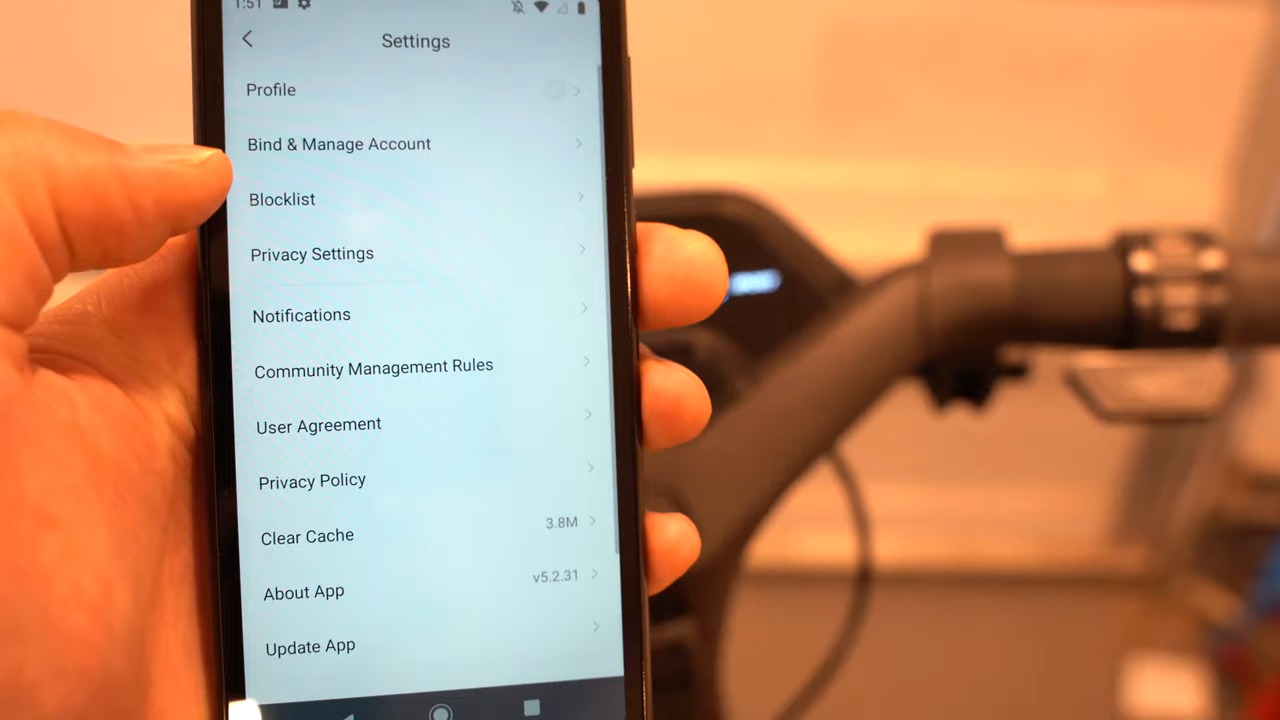 1:51
Settings
Profile
Bind & Manage Account
Blocklist
Privacy Settings
Notifications
Community Management Rules
User Agreement
Privacy Policy
Clear Cache 3.8M
About App v5.2.31
Update App